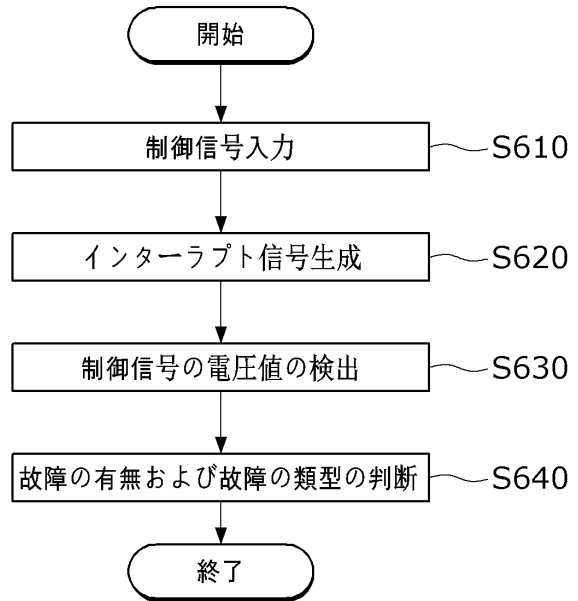 開始
制御信号入力
S610
インターラプト信号生成
S620
制御信号の電圧値の検出
S630
故障の有無および故障の類型の判断
S640
終了